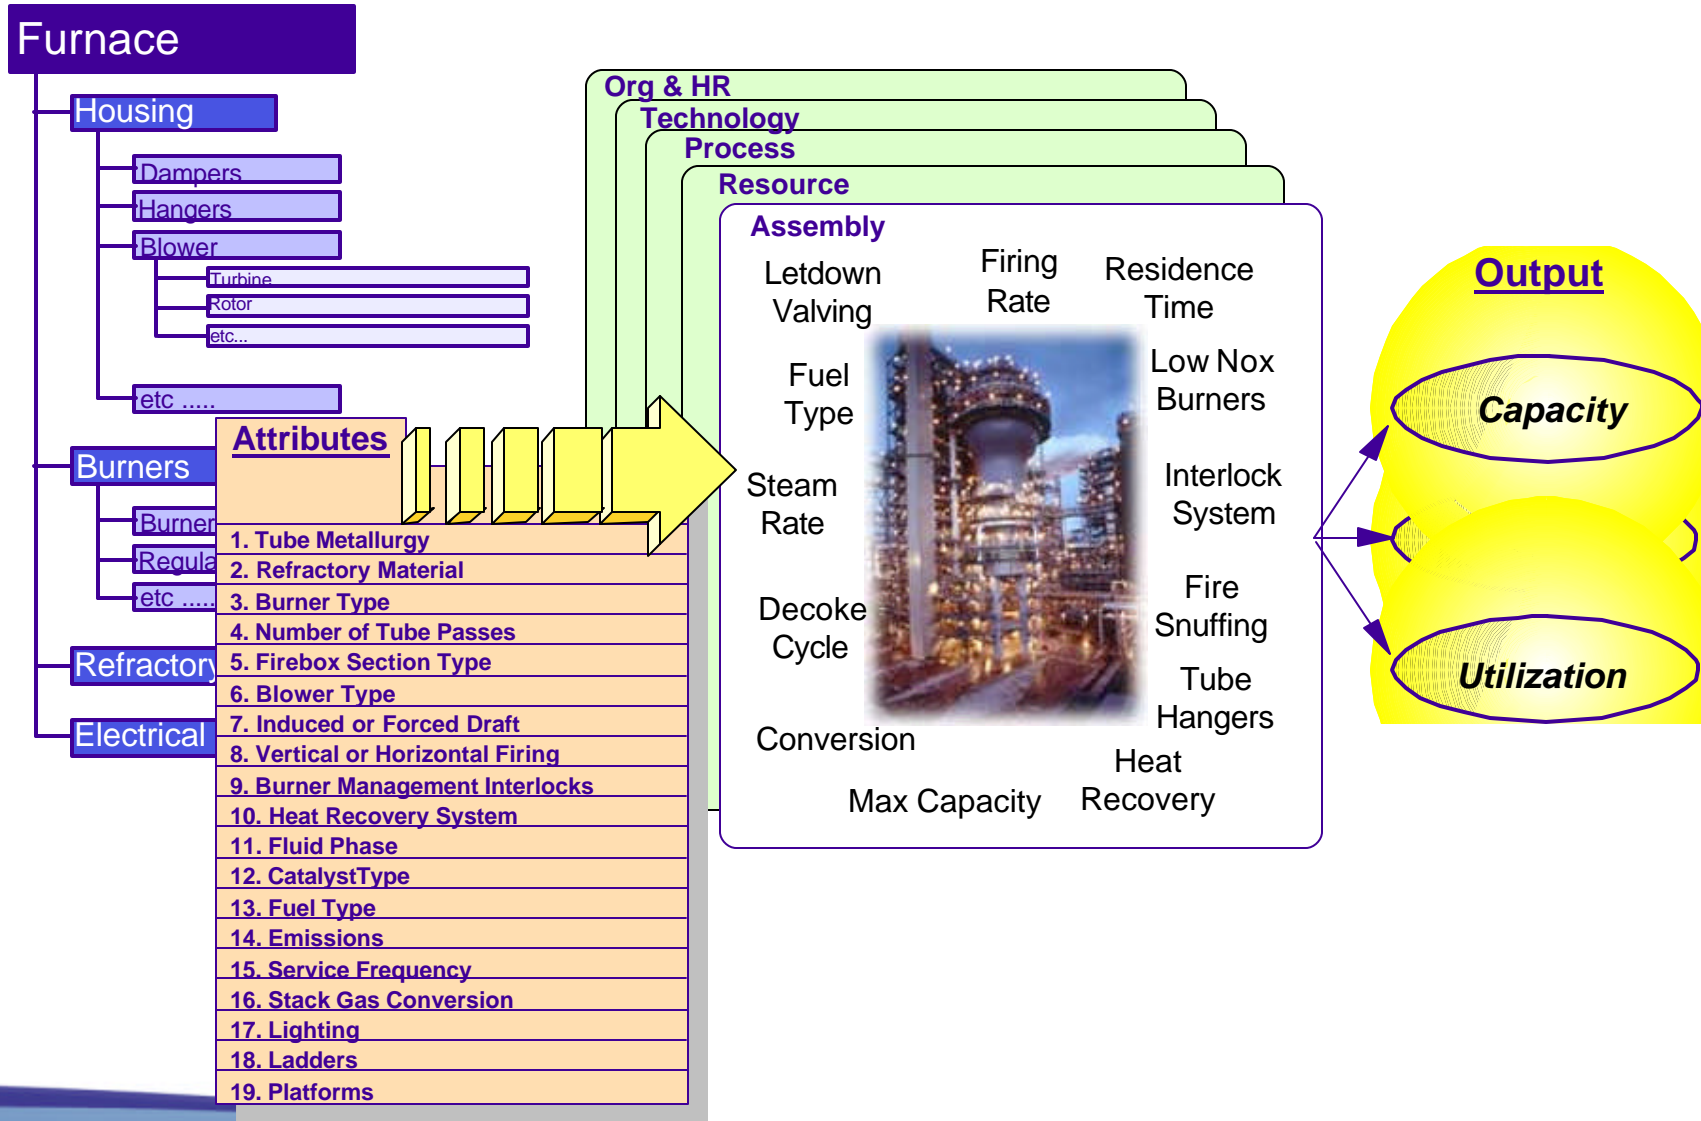 Furnace
Housing
Dampers
Hangers
Blower
Turbine
Rotor
etc...
etc .....
Burners
Burner
Regula
etc .....
Refractory
Electrical
Attributes
1. Tube Metallurgy
2. Refractory Material
3. Burner Type
4. Number of Tube Passes
5. Firebox Section Type
6. Blower Type
7. Induced or Forced Draft
8. Vertical or Horizontal Firing
9. Burner Management Interlocks
10. Heat Recovery System
11. Fluid Phase
12. CatalystType
13. Fuel Type
14. Emissions
15. Service Frequency
16. Stack Gas Conversion
17. Lighting
18. Ladders
19. Platforms
Org & HR
Technology
Process
Resource
Assembly
Letdown
Valving
Firing
Rate
Residence
Time
Fuel
Type
Low Nox
Burners
Steam
Rate
Interlock
System
Decoke
Cycle
Fire
Snuffing
Tube
Hangers
Conversion
Heat
Recovery
Max Capacity
Output
Capacity
Utilization